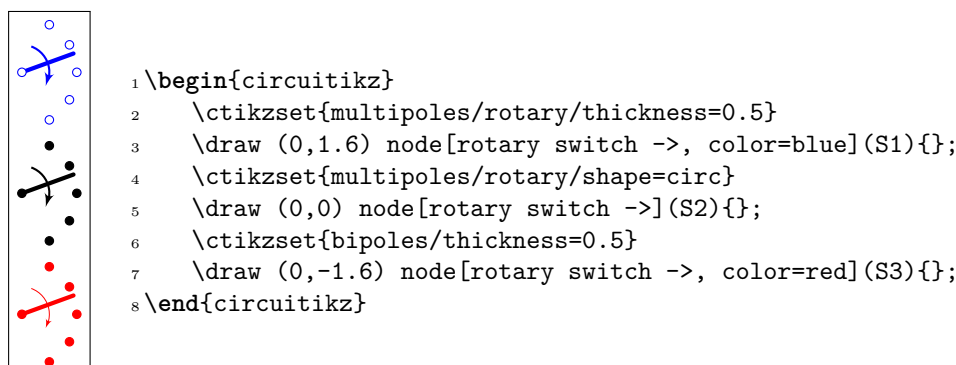 1 \begin{circuitikz}
2     \ctikzset{multipoles/rotary/thickness=0.5}
3     \draw (0,1.6) node[rotary switch ->, color=blue](S1){};
4     \ctikzset{multipoles/rotary/shape=circ}
5     \draw (0,0) node[rotary switch ->](S2){};
6     \ctikzset{bipoles/thickness=0.5}
7     \draw (0,-1.6) node[rotary switch ->, color=red](S3){};
8 \end{circuitikz}